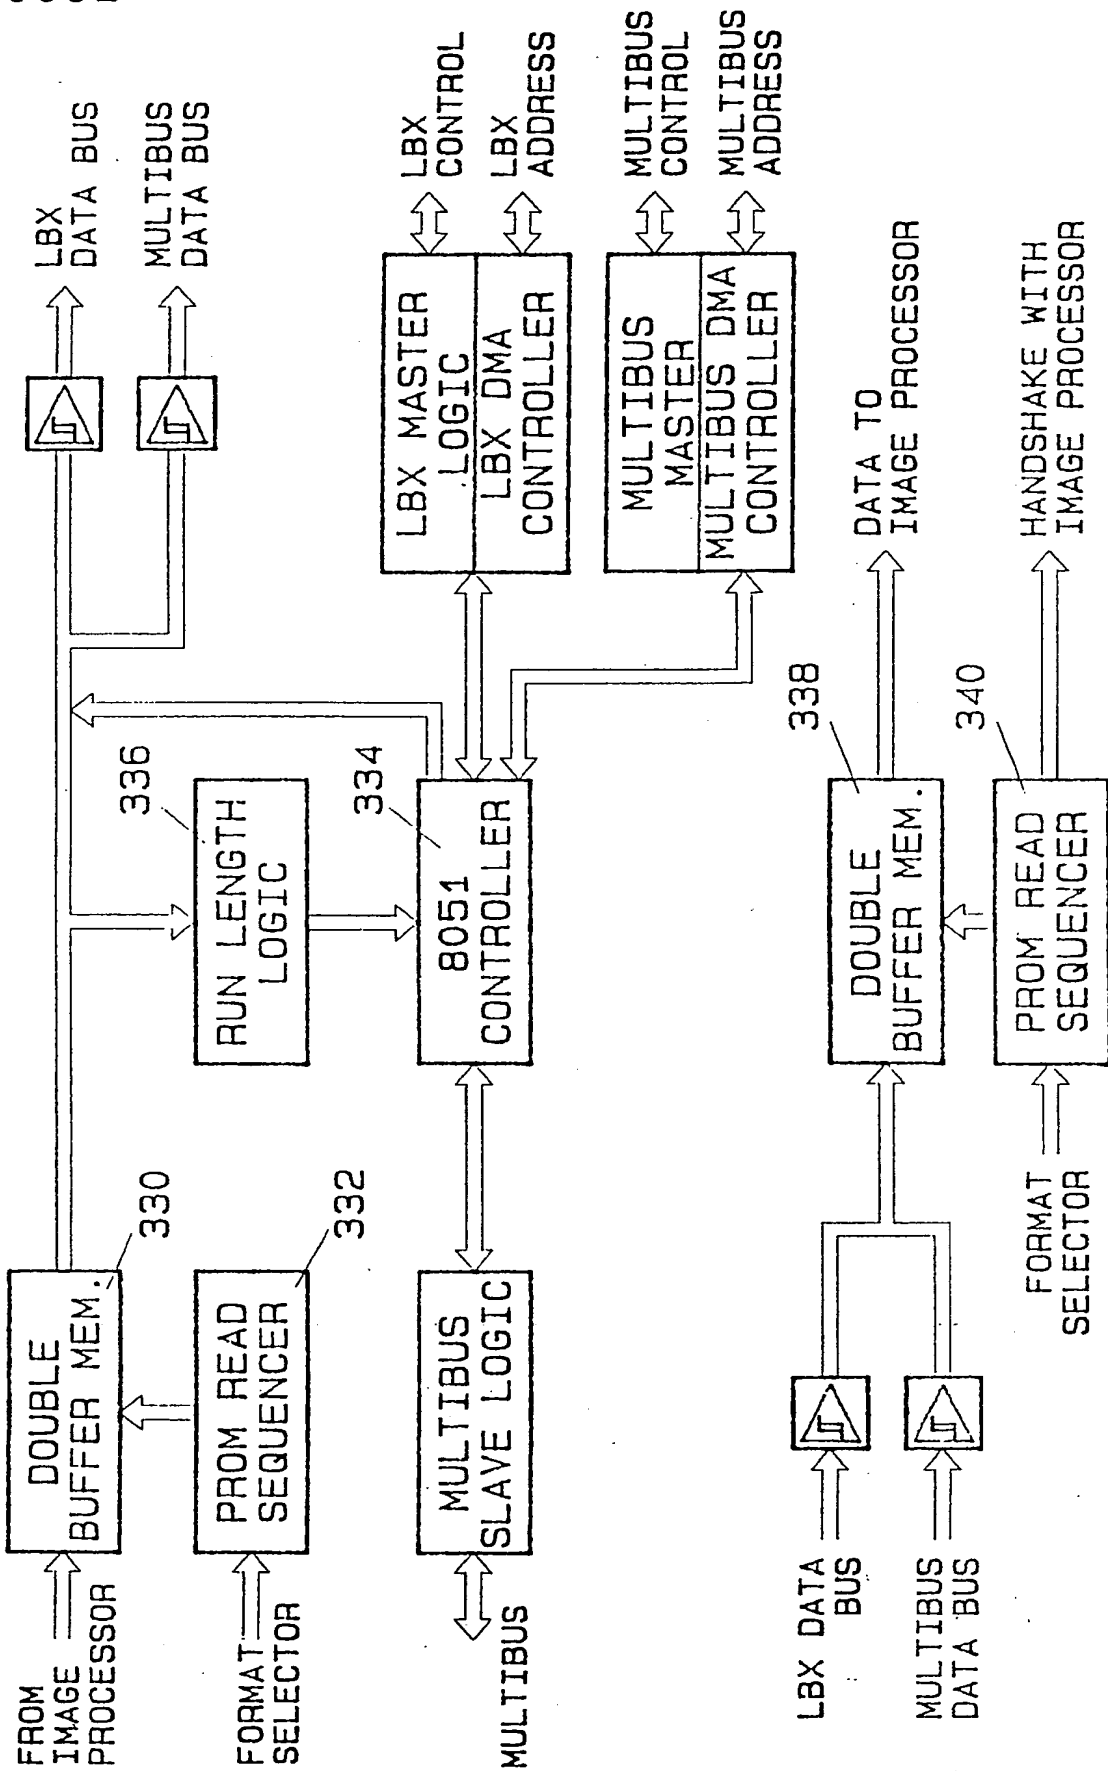 FROM
IMAGE
PROCESSOR
DOUBLE
BUFFER MEM.
330
LBX
DATA BUS
MULTIBUS
DATA BUS
FORMAT
SELECTOR
PROM READ
SEQUENCER
332
RUN LENGTH
LOGIC
336
MULTIBUS
MULTIBUS
SLAVE LOGIC
8051
CONTROLLER
334
LBX MASTER
LOGIC
LBX DMA
CONTROLLER
LBX
CONTROL
LBX
ADDRESS
MULTIBUS
MASTER
MULTIBUS DMA
CONTROLLER
MULTIBUS
CONTROL
MULTIBUS
ADDRESS
LBX DATA
BUS
MULTIBUS
DATA BUS
DOUBLE
BUFFER MEM.
338
DATA TO
IMAGE PROCESSOR
FORMAT
SELECTOR
PROM READ
SEQUENCER
340
HANDSHAKE WITH
IMAGE PROCESSOR